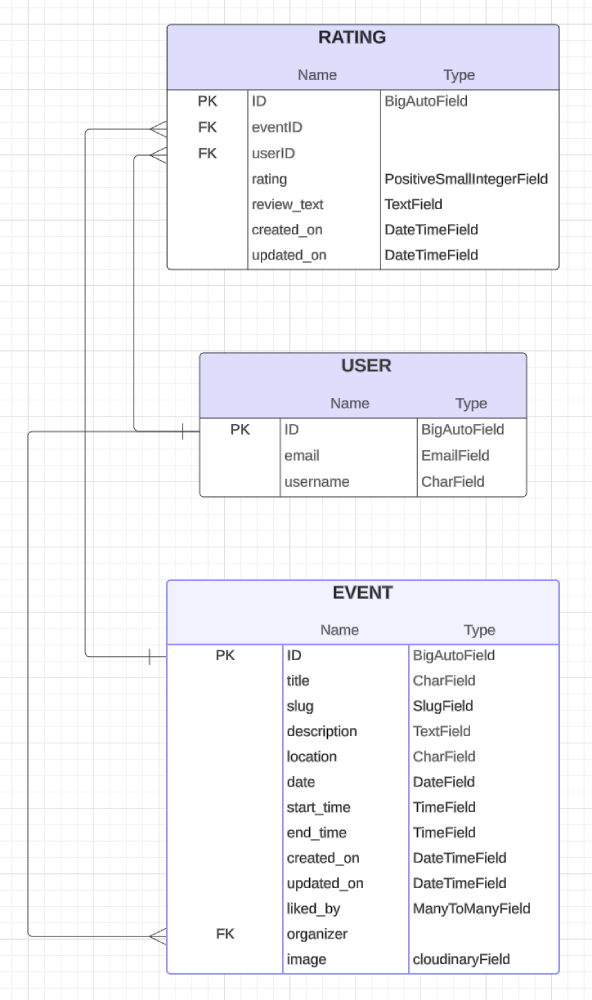 RATING
Name Type
PK ID BigAutoField
FK eventID
FK userID
rating PositiveSmallIntegerField
review_text TextField
created_on DateTimeField
updated_on DateTimeField
USER
Name Type
PK ID BigAutoField
email EmailField
username CharField
EVENT
Name Type
PK ID BigAutoField
title CharField
slug SlugField
description TextField
location CharField
date DateField
start_time TimeField
end_time TimeField
created_on DateTimeField
updated_on DateTimeField
liked_by ManyToManyField
FK organizer
image cloudinaryField